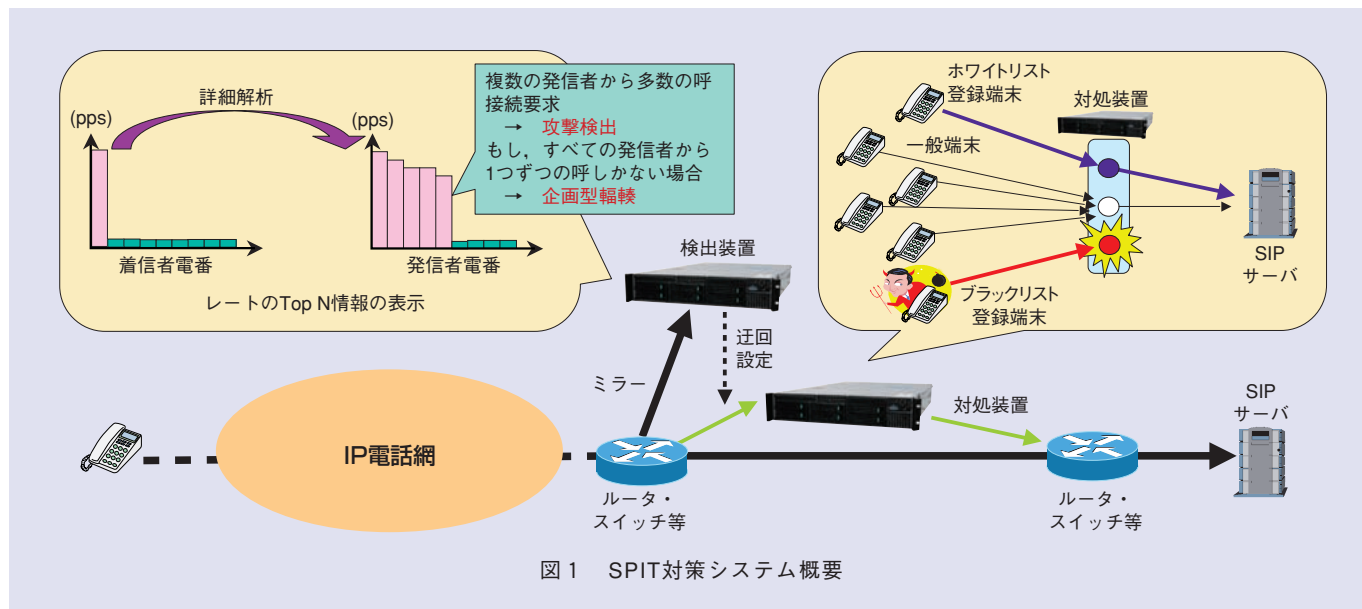 詳細解析
(pps)
(pps)
着信者電番
発信者電番
レートのTop N情報の表示
複数の発信者から多数の呼
接続要求
→ 攻撃検出
もし，すべての発信者から
1つずつの呼しかない場合
→ 企画型輻輳
ホワイトリスト
登録端末
対処装置
一般端末
SIP
サーバ
ブラックリスト
登録端末
検出装置
迂回
設定
ミラー
対処装置
SIP
サーバ
IP電話網
ルータ・
スイッチ等
ルータ・
スイッチ等
図1 SPIT対策システム概要